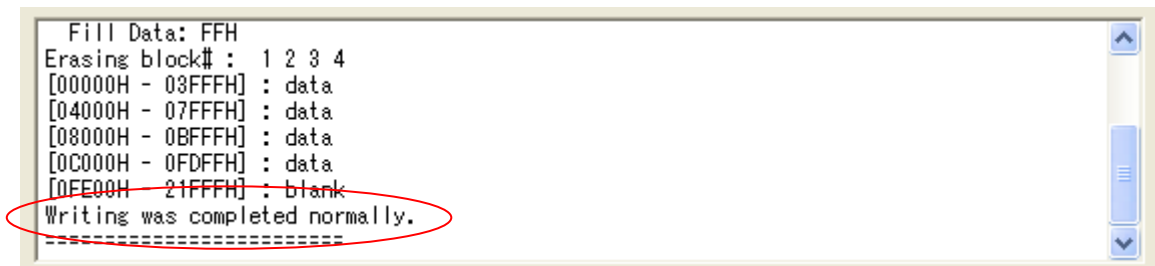 Fill Data: FFH
Erasing block# :  1 2 3 4
[00000H - 03FFFH] : data
[04000H - 07FFFH] : data
[08000H - 0BFFFH] : data
[0C000H - 0FDFFH] : data
[0FE00H - 21FFFH] : blank
Writing was completed normally.
=========================